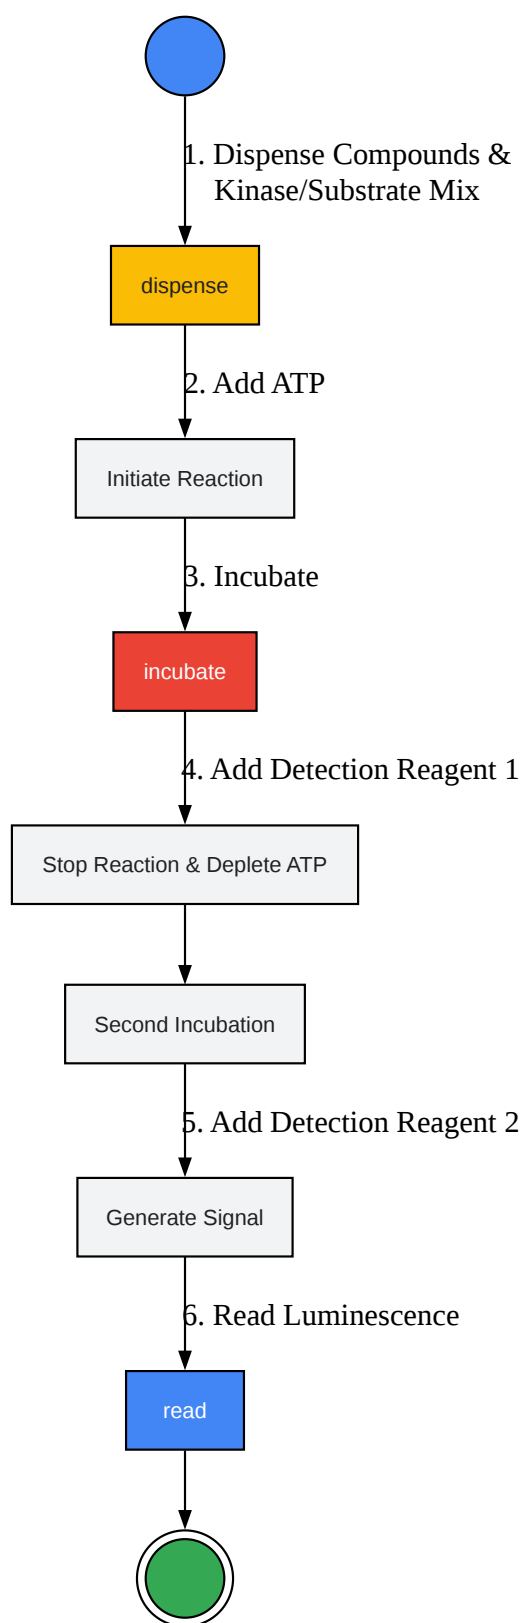 1. Dispense Compounds &
Kinase/Substrate Mix
dispense
2. Add ATP
Initiate Reaction
3. Incubate
incubate
4. Add Detection Reagent 1
Stop Reaction & Deplete ATP
Second Incubation
5. Add Detection Reagent 2
Generate Signal
6. Read Luminescence
read